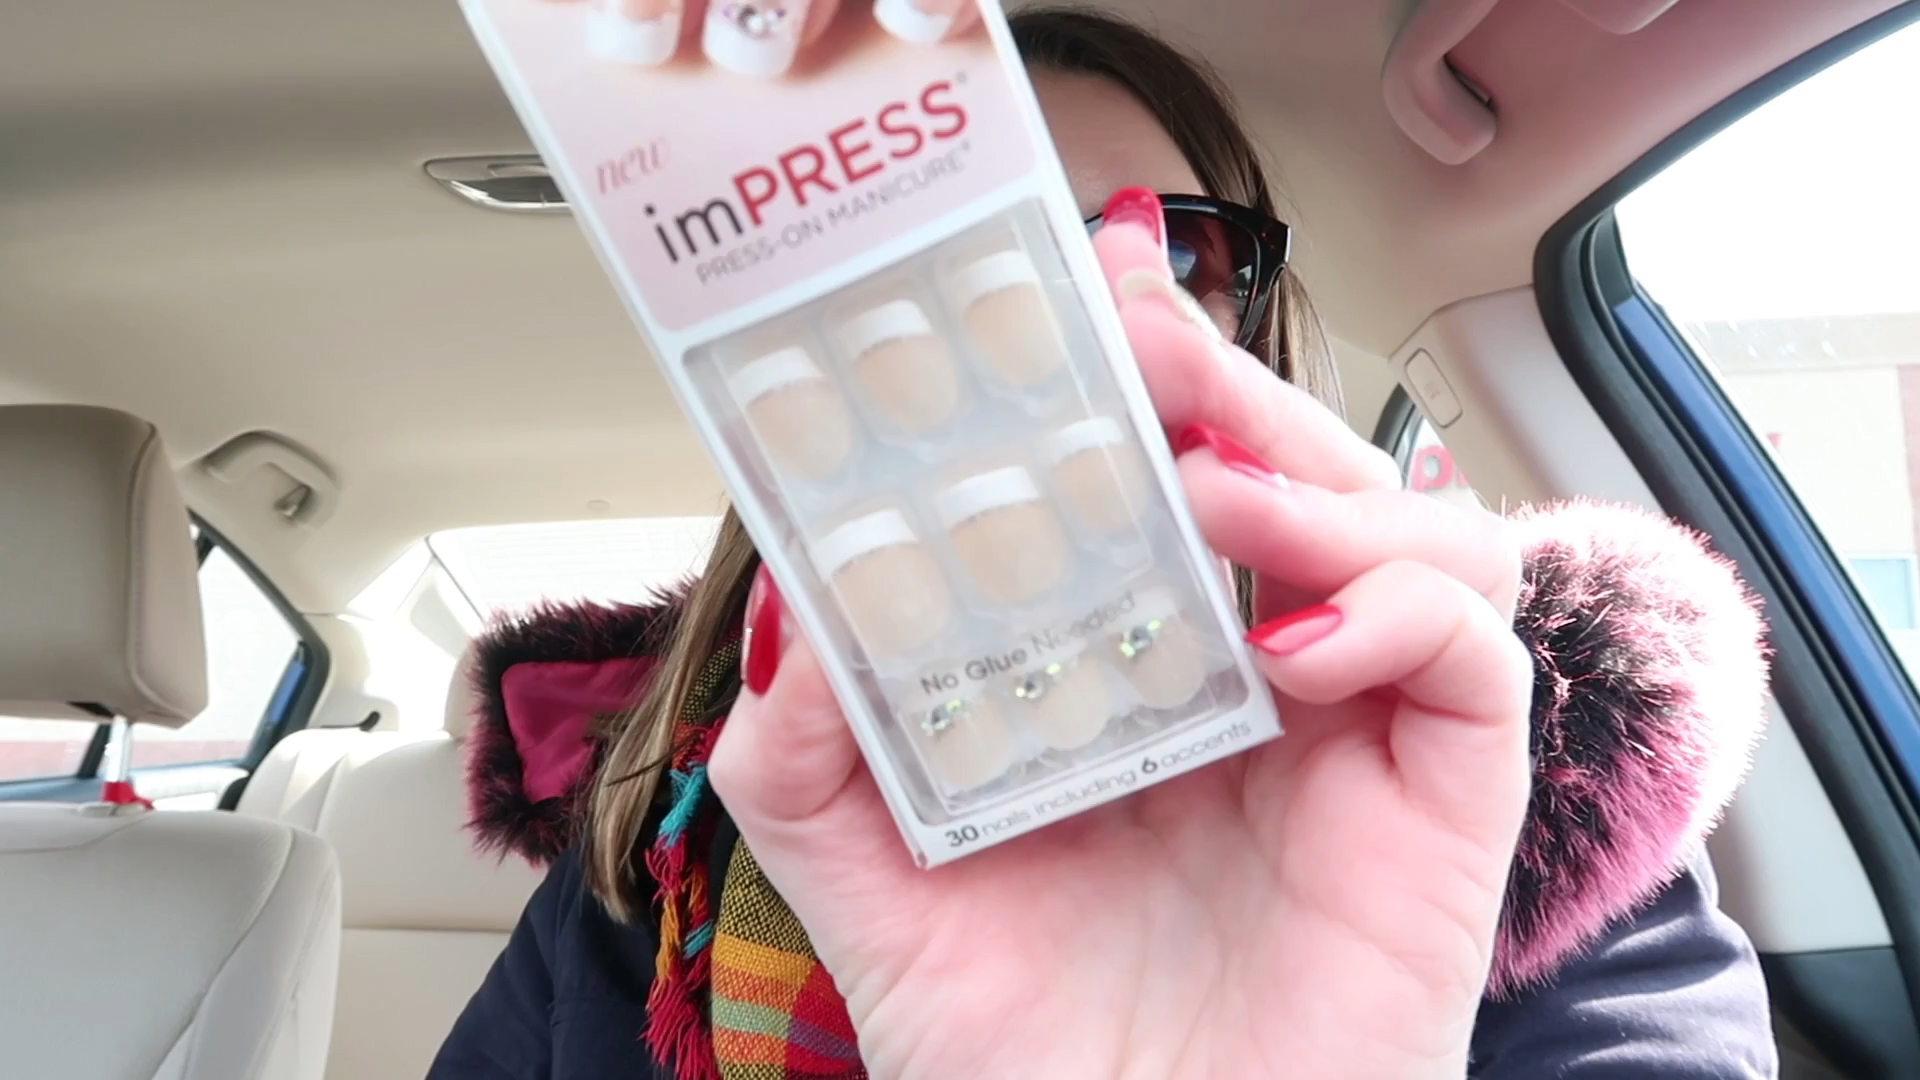 new
imPRESS®
PRESS-ON MANICURE®
No Glue Needed
30 nails including 6 accents